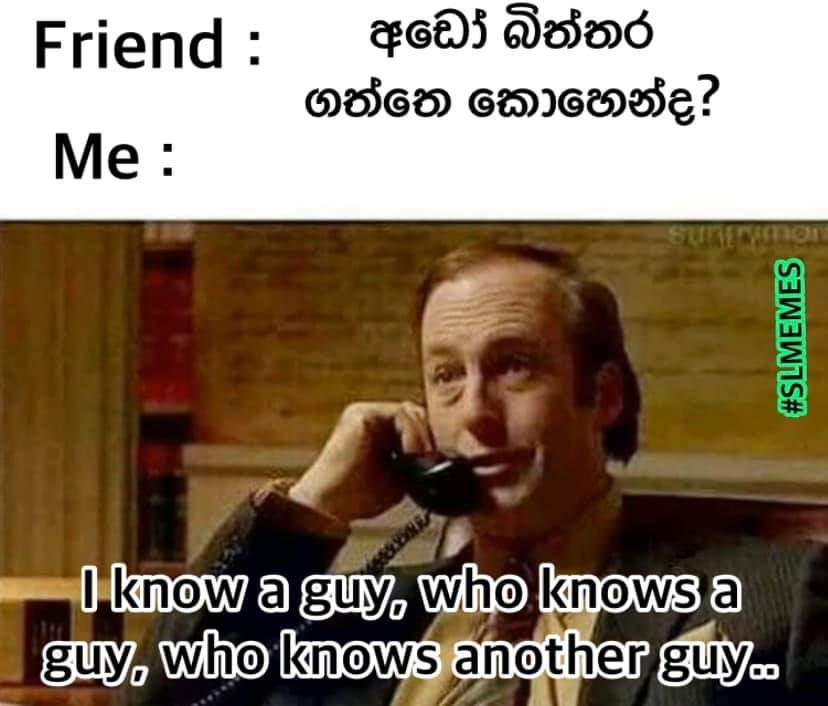 Friend :
අඩෝ බිත්තර
ගත්තෙ කොහෙන්ද?
Me :
#SLMEMES
I know a guy, who knows a
guy, who knows another guy..